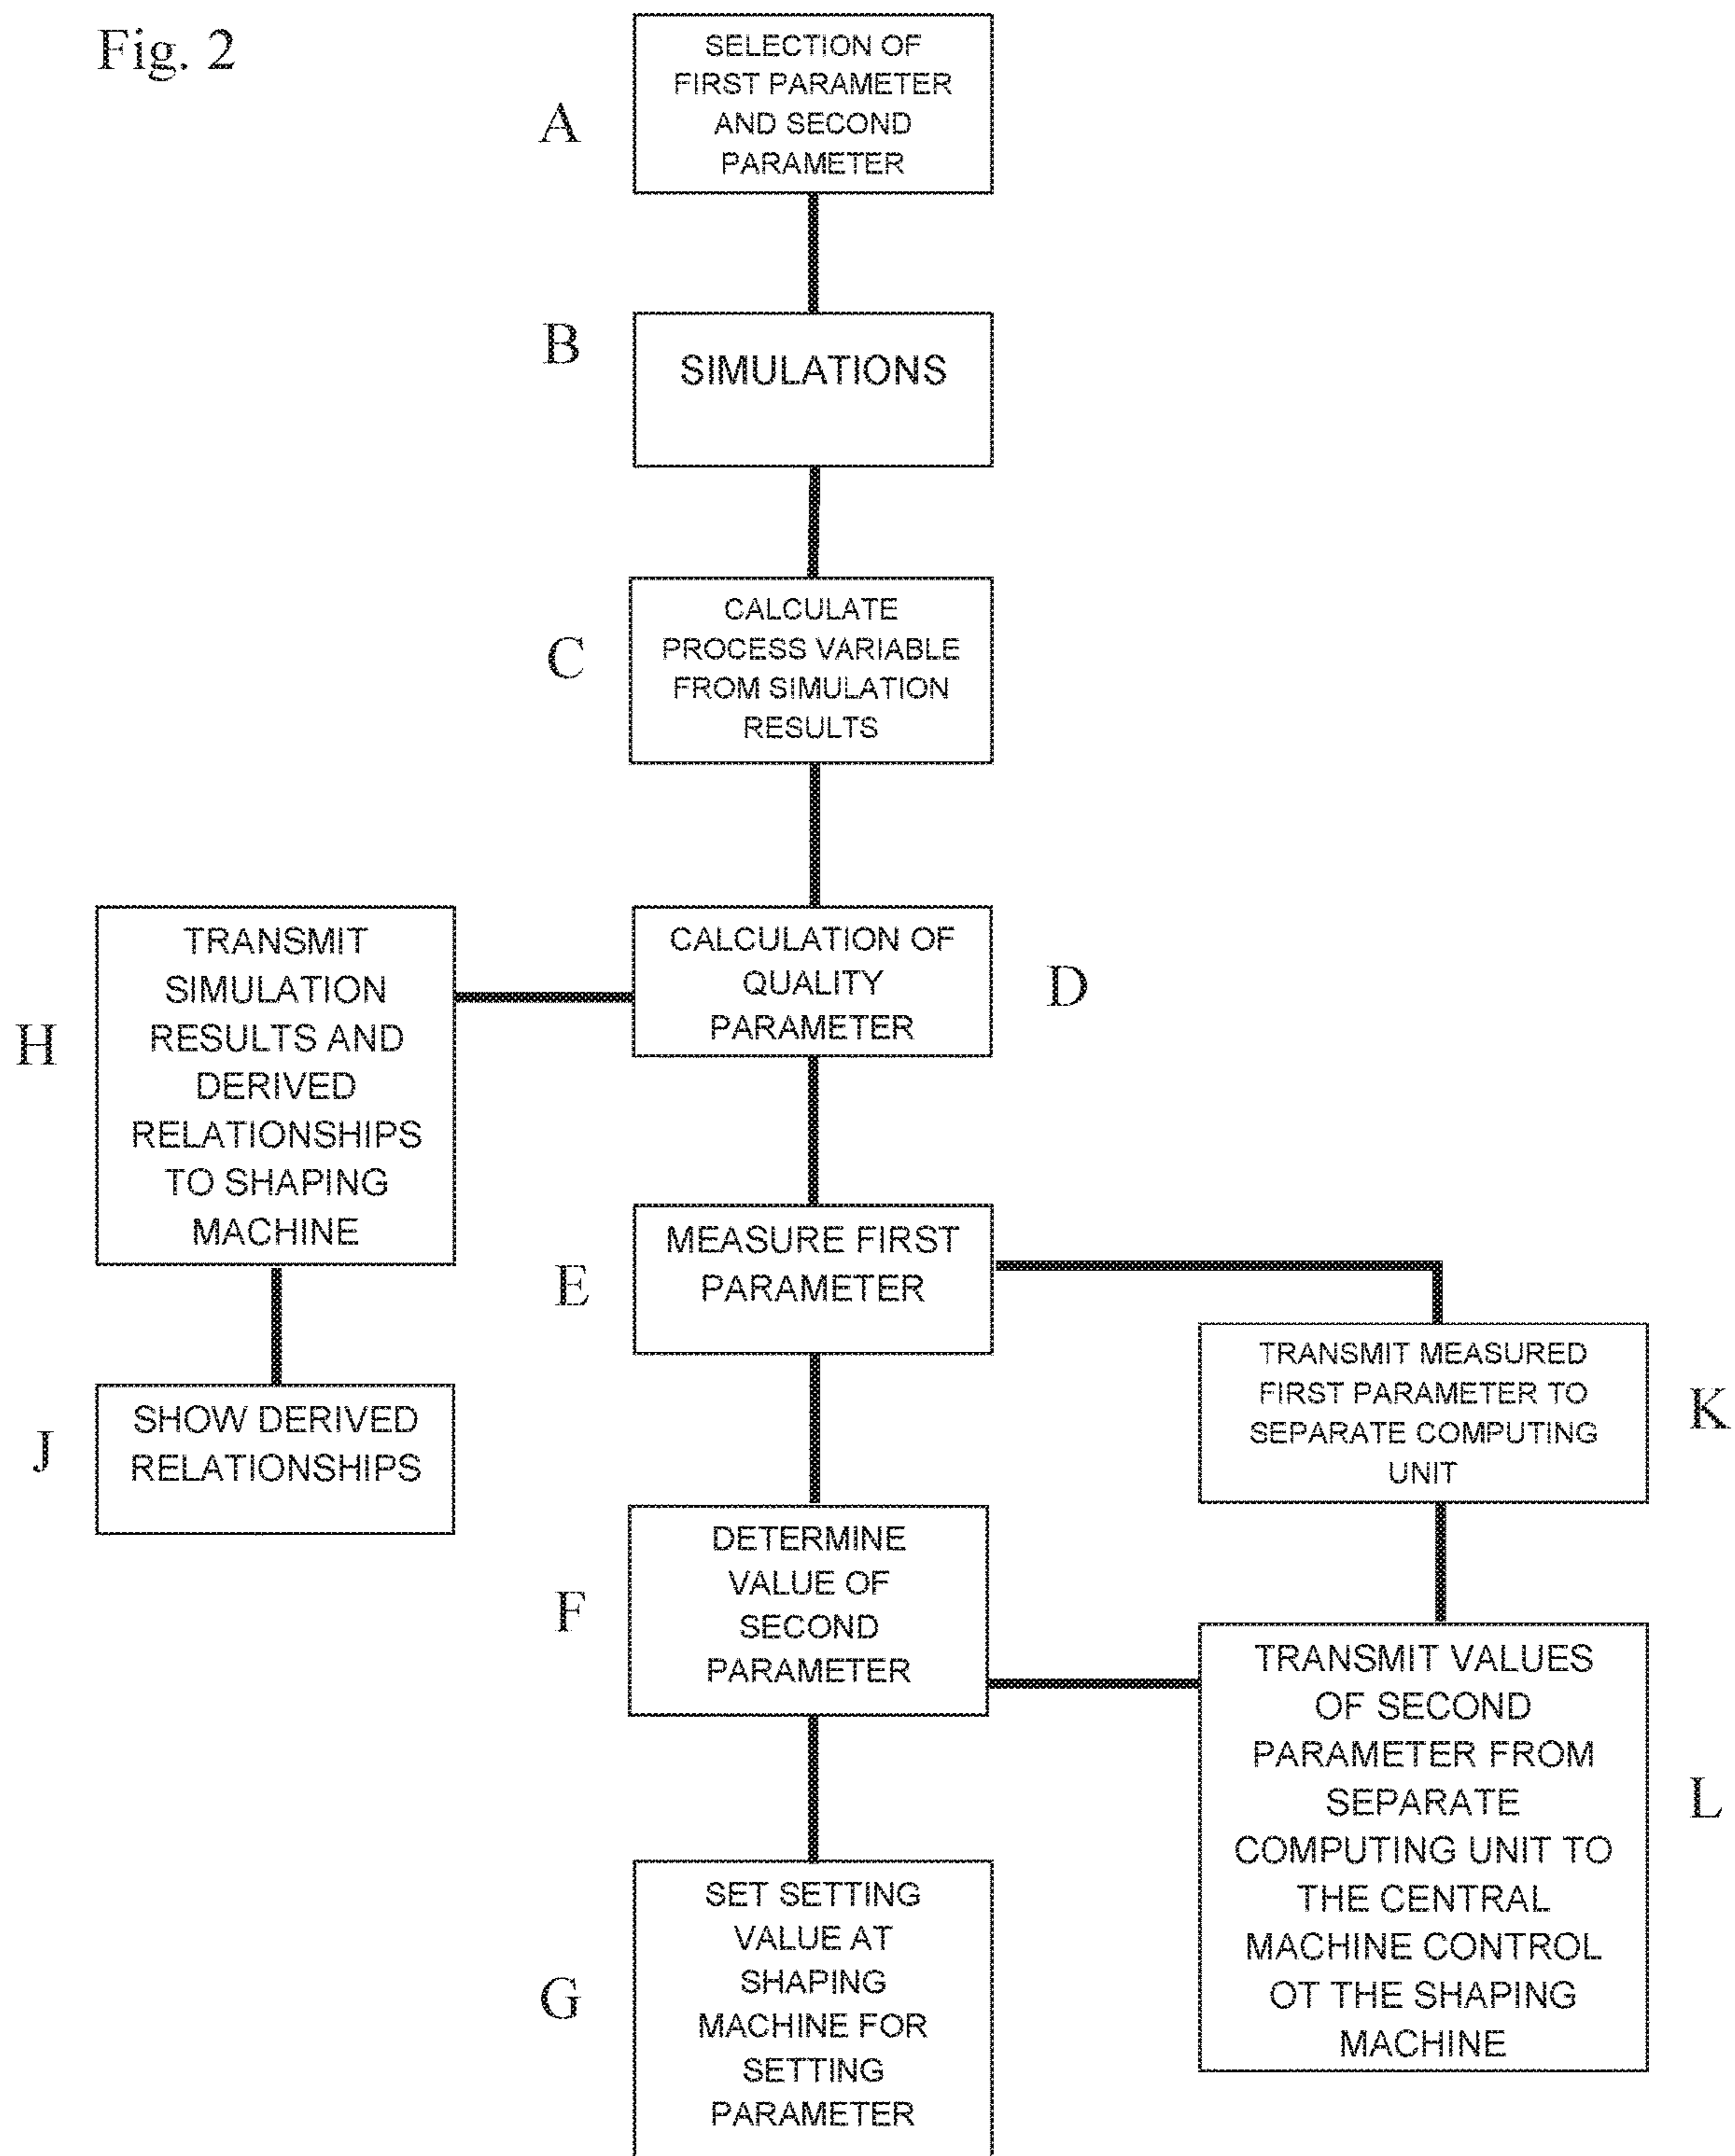 Fig. 2
A
SELECTION OF
FIRST PARAMETER
AND SECOND
PARAMETER
B
SIMULATIONS
C
CALCULATE
PROCESS VARIABLE
FROM SIMULATION
RESULTS
H
TRANSMIT
SIMULATION
RESULTS AND
DERIVED
RELATIONSHIPS
TO SHAPING
MACHINE
CALCULATION OF
QUALITY
PARAMETER
D
E
MEASURE FIRST
PARAMETER
J
SHOW DERIVED
RELATIONSHIPS
TRANSMIT MEASURED
FIRST PARAMETER TO
SEPARATE COMPUTING
UNIT
K
F
DETERMINE
VALUE OF
SECOND
PARAMETER
TRANSMIT VALUES
OF SECOND
PARAMETER FROM
SEPARATE
COMPUTING UNIT TO
THE CENTRAL
MACHINE CONTROL
OT THE SHAPING
MACHINE
L
G
SET SETTING
VALUE AT
SHAPING
MACHINE FOR
SETTING
PARAMETER